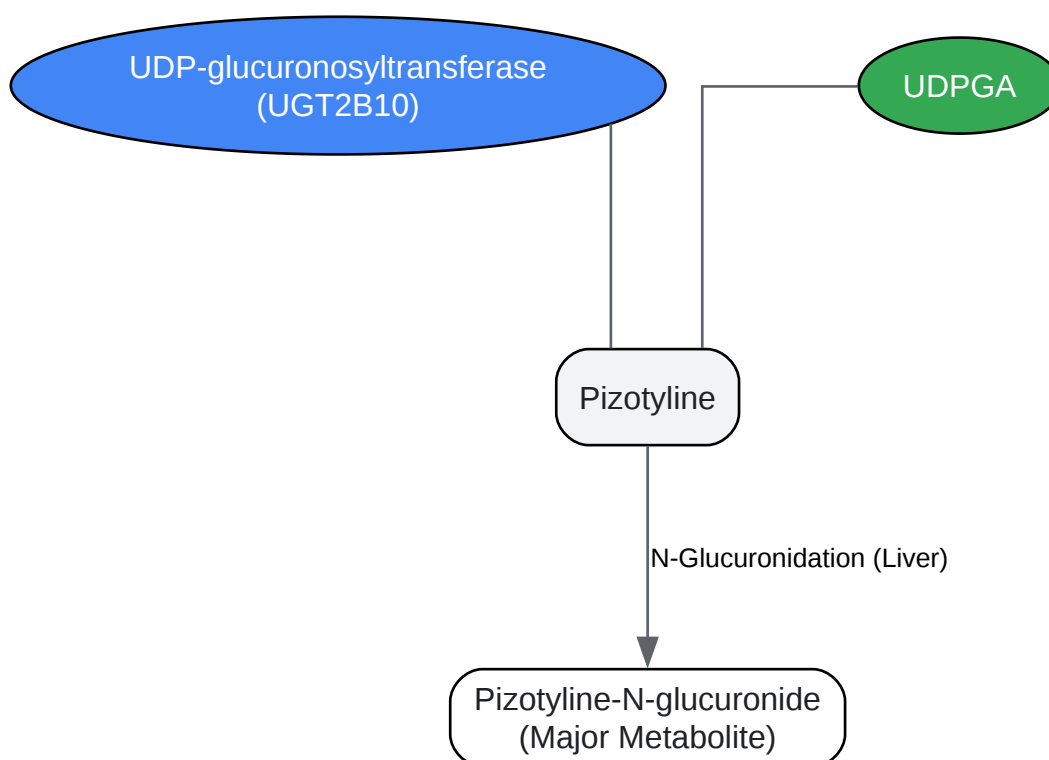 UDP-glucuronosyltransferase
(UGT2B10)
UDPGA
Pizotyline
N-Glucuronidation (Liver)
Pizotyline-N-glucuronide
(Major Metabolite)